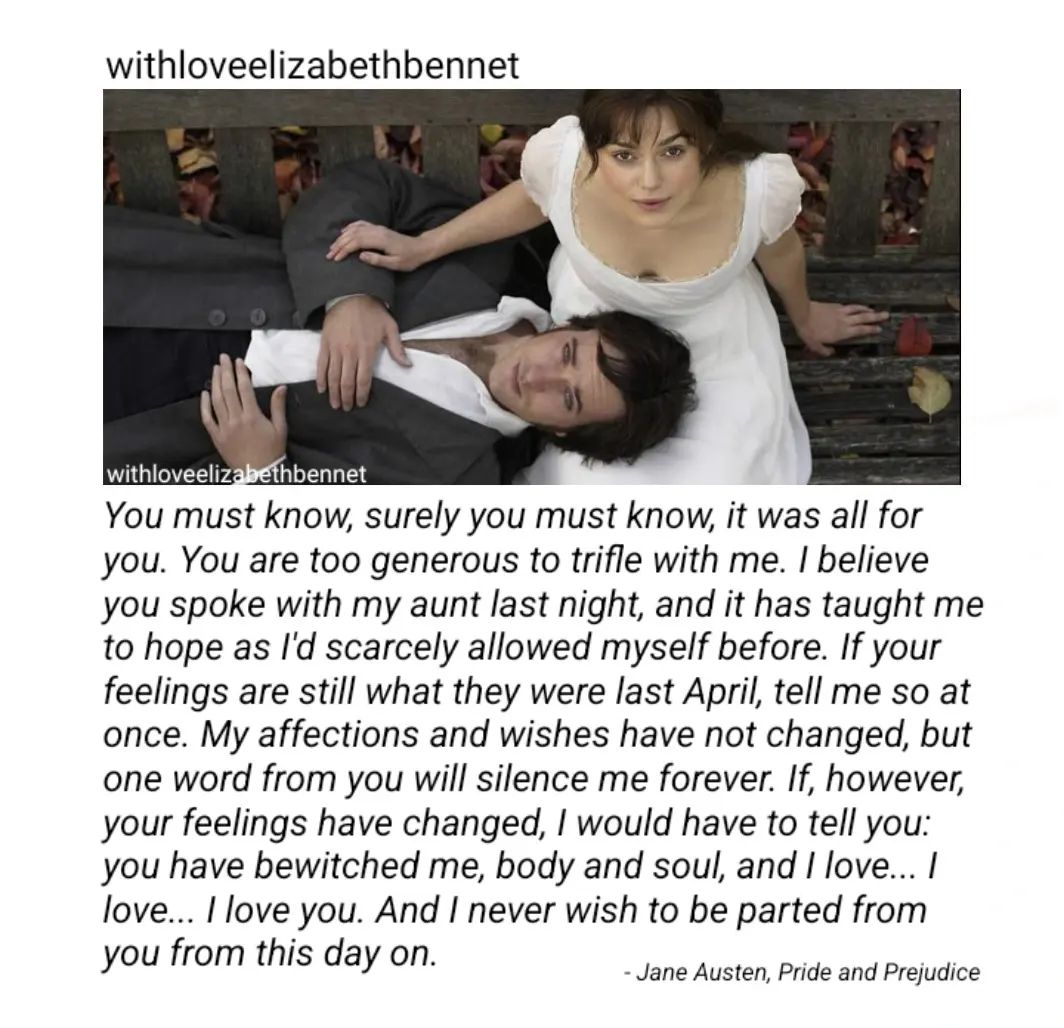 withloveelizabethbennet
withloveelizabethbennet
You must know, surely you must know, it was all for
you. You are too generous to trifle with me. I believe
you spoke with my aunt last night, and it has taught me
to hope as I'd scarcely allowed myself before. If your
feelings are still what they were last April, tell me so at
once. My affections and wishes have not changed, but
one word from you will silence me forever. If, however,
your feelings have changed, I would have to tell you:
you have bewitched me, body and soul, and I love... I
love... I love you. And I never wish to be parted from
you from this day on.
- Jane Austen, Pride and Prejudice